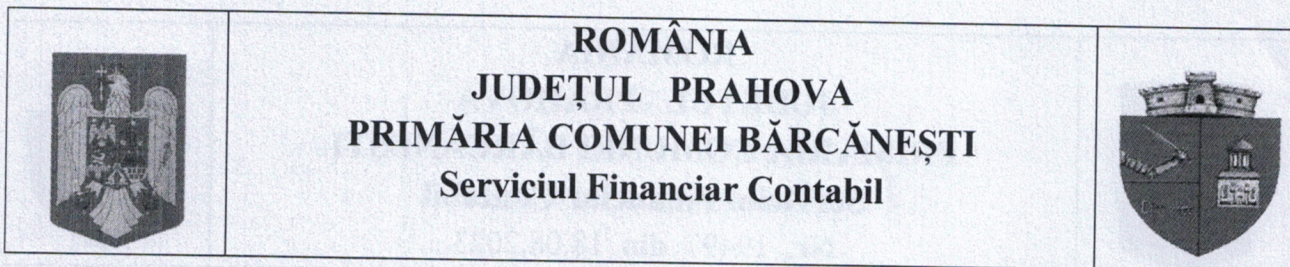 ROMÂNIA
JUDEȚUL PRAHOVA
PRIMĂRIA COMUNEI BĂRCĂNEȘTI
Serviciul Financiar Contabil